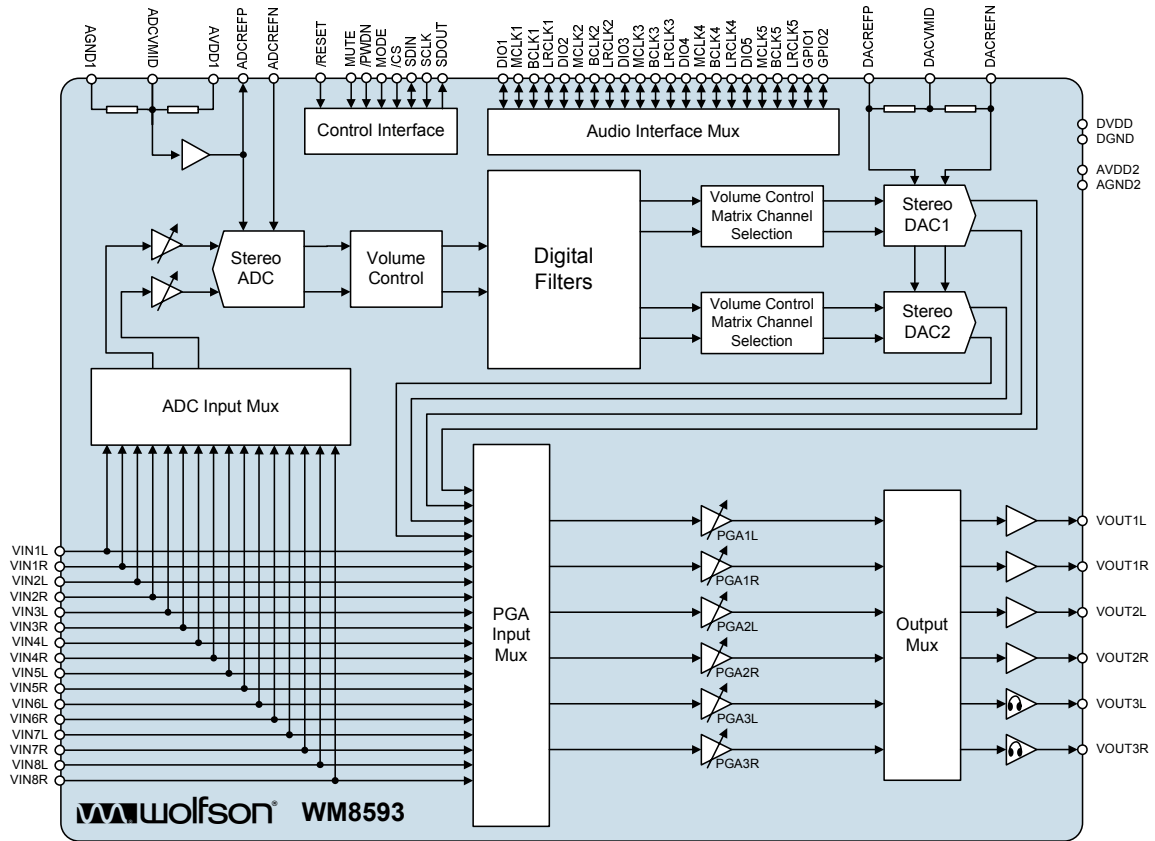 AGND1
ADCVMID
AVDD1
ADCREFP
ADCREFN
/RESET
MUTE
/PWDN
MODE
/CS
SDIN
SCLK
SDOUT
DIO1
MCLK1
BCLK1
LRCLK1
DIO2
MCLK2
BCLK2
LRCLK2
DIO3
MCLK3
BCLK3
LRCLK3
DIO4
MCLK4
BCLK4
LRCLK4
DIO5
MCLK5
BCLK5
LRCLK5
GPIO1
GPIO2
DACREFP
DACVMID
DACREFN
Control Interface
Audio Interface Mux
DVDD
DGND
AVDD2
AGND2
Stereo
ADC
Volume
Control
Digital
Filters
Volume Control
Matrix Channel
Selection
Stereo
DAC1
Volume Control
Matrix Channel
Selection
Stereo
DAC2
ADC Input Mux
VIN1L
VIN1R
VIN2L
VIN2R
VIN3L
VIN3R
VIN4L
VIN4R
VIN5L
VIN5R
VIN6L
VIN6R
VIN7L
VIN7R
VIN8L
VIN8R
PGA
Input
Mux
PGA1L
PGA1R
PGA2L
PGA2R
PGA3L
PGA3R
Output
Mux
VOUT1L
VOUT1R
VOUT2L
VOUT2R
VOUT3L
VOUT3R
wolfson® WM8593